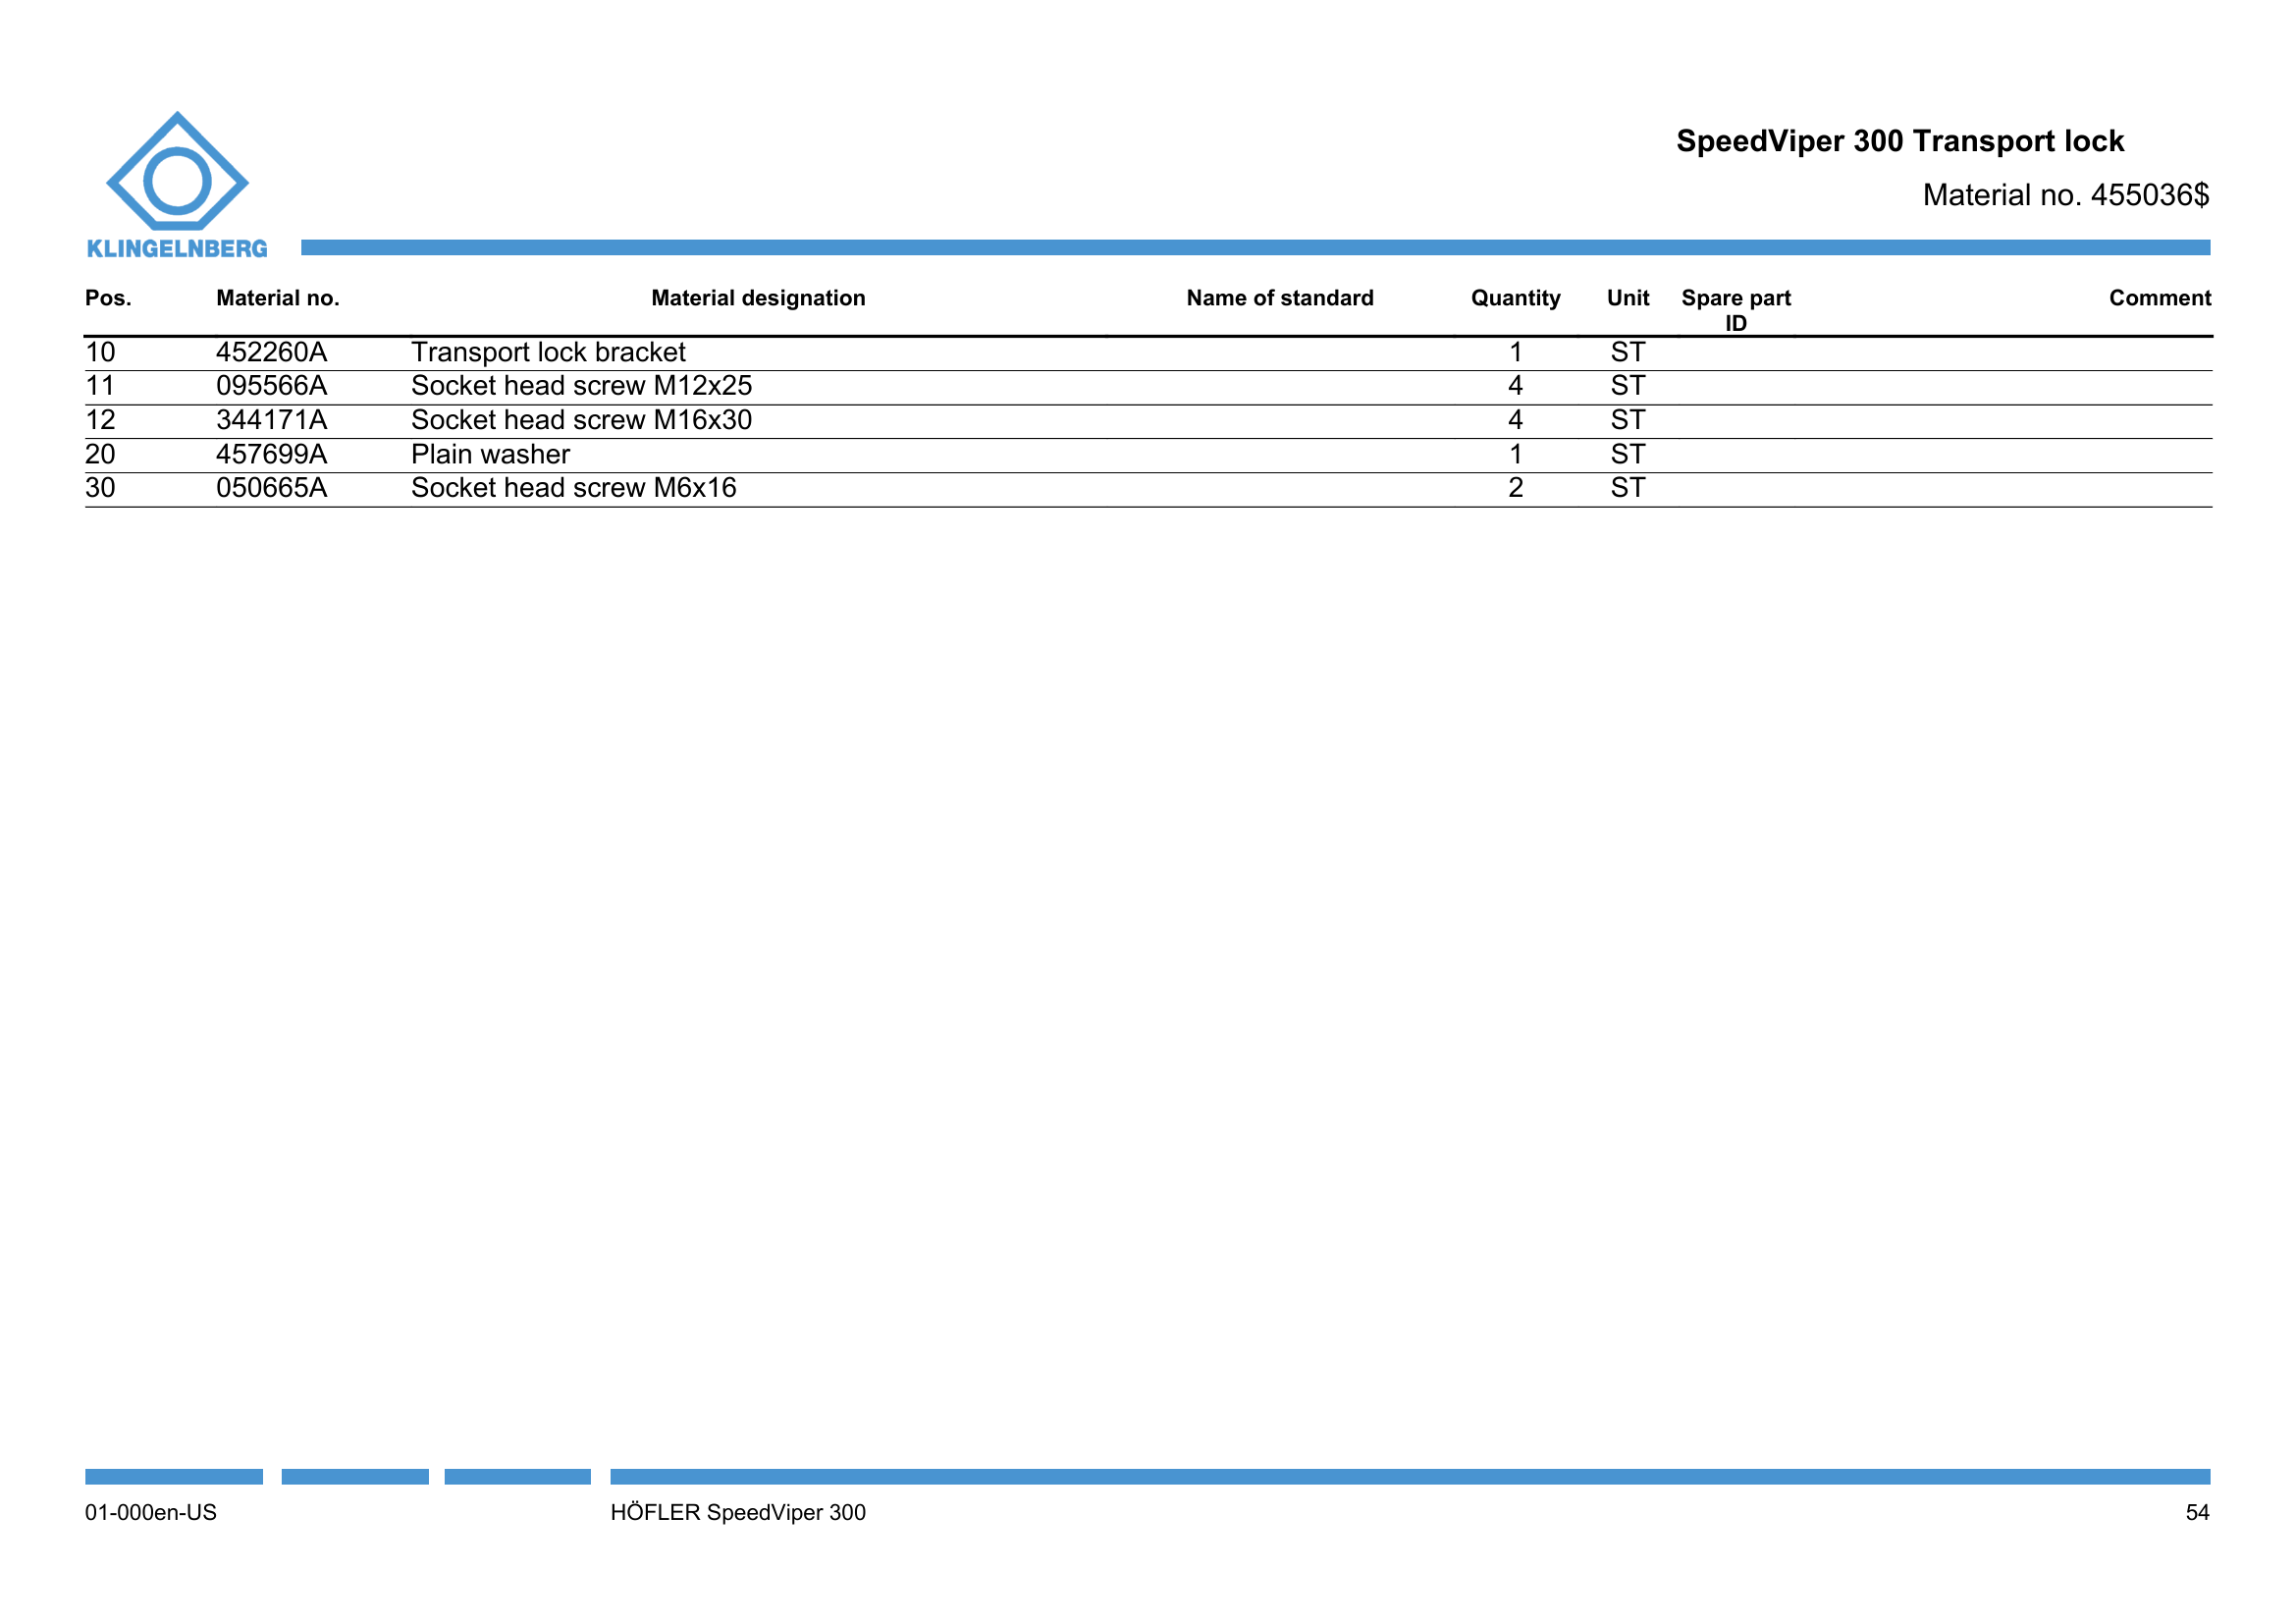 SpeedViper 300 Transport lock
Material no. 455036$
KLINGELNBERG
Pos. Material no. Material designation Name of standard Quantity Unit Spare part ID Comment
10 452260A Transport lock bracket 1 ST
11 095566A Socket head screw M12x25 4 ST
12 344171A Socket head screw M16x30 4 ST
20 457699A Plain washer 1 ST
30 050665A Socket head screw M6x16 2 ST
01-000en-US HÖFLER SpeedViper 300 54